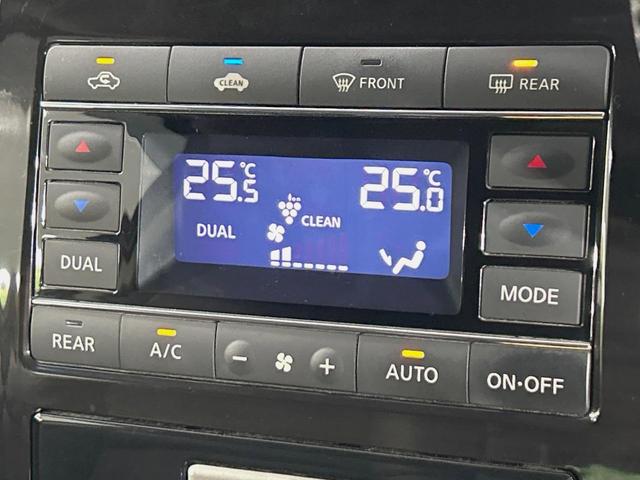 CLEAN
FRONT
REAR
25.5℃
25.0℃
DUAL
CLEAN
DUAL
MODE
REAR
A/C
- +
AUTO
ON·OFF